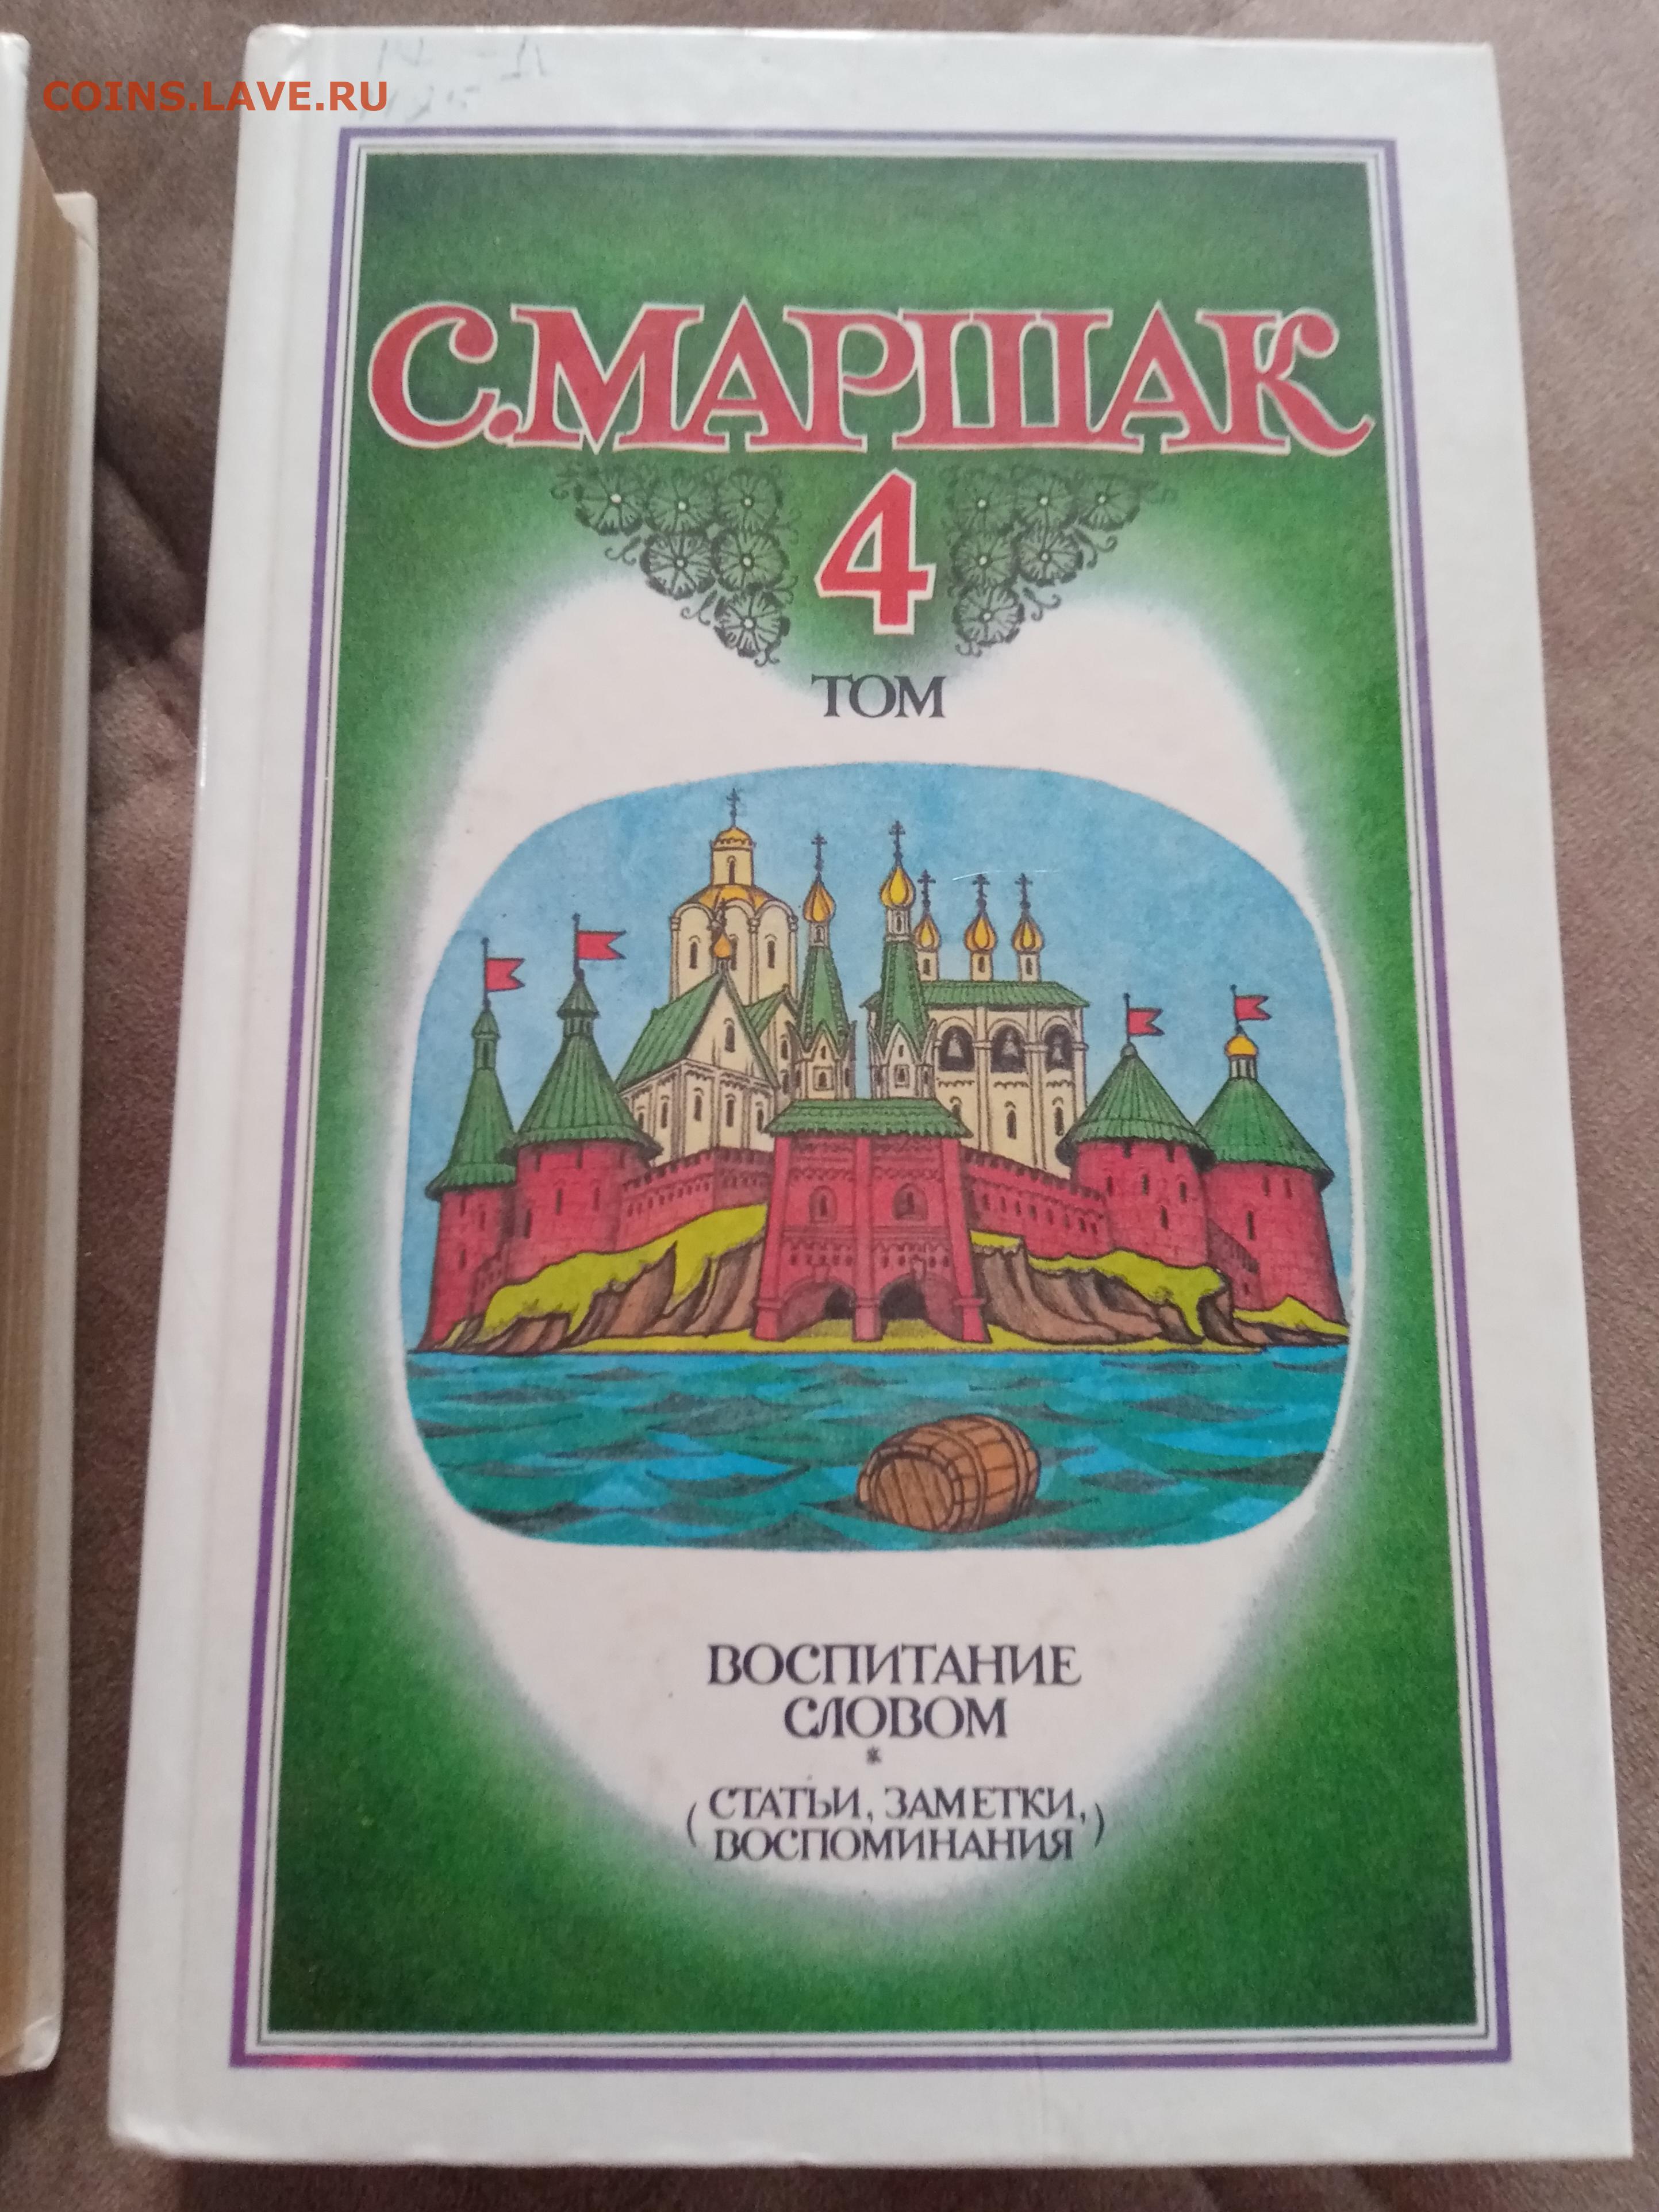 COINS.LAVE.RU
С.МАРШАК
4
ТОМ
ВОСПИТАНИЕ
СЛОВОМ
*
(СТАТЬИ, ЗАМЕТКИ,
ВОСПОМИНАНИЯ)